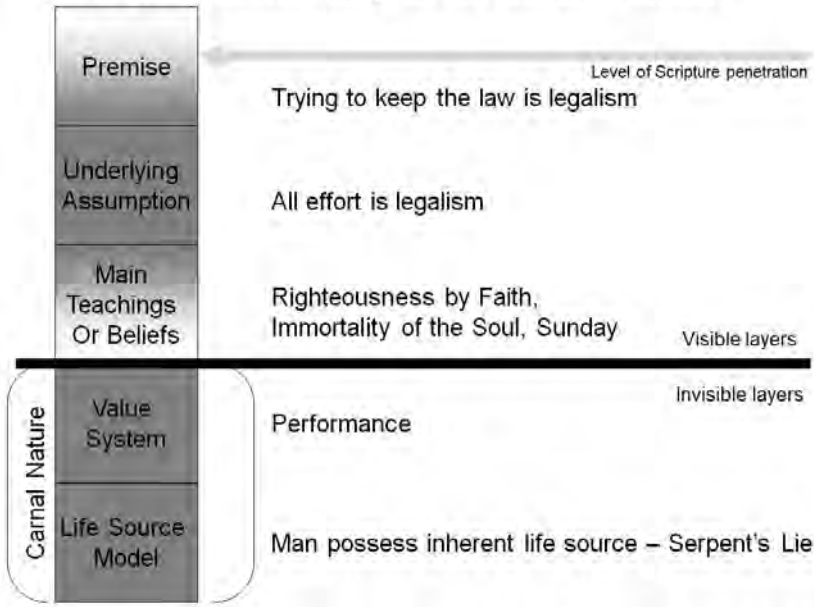 Premise
Level of Scripture penetration
Trying to keep the law is legalism
Underlying
Assumption
All effort is legalism
Main
Teachings
Or Beliefs
Righteousness by Faith,
Immortality of the Soul, Sunday
Visible layers
Invisible layers
Carnal Nature
Value
System
Performance
Life Source
Model
Man possess inherent life source – Serpent's Lie